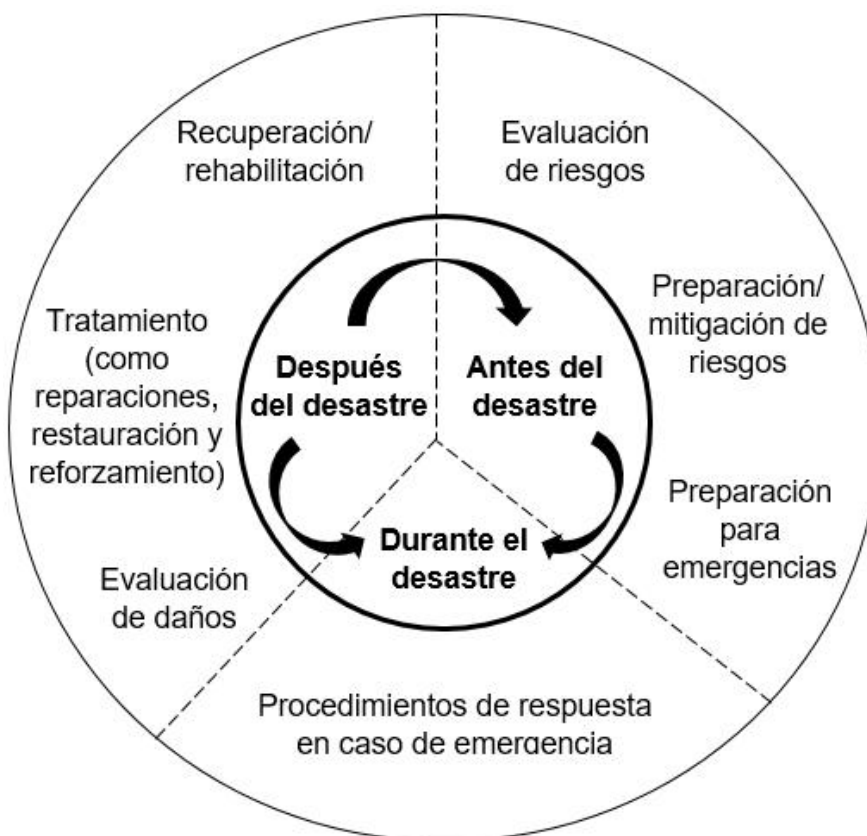 Recuperación/
rehabilitación
Evaluación
de riesgos
Preparación/
mitigación de
riesgos
Tratamiento
(como
reparaciones,
restauración y
reforzamiento)
Después
del desastre
Antes del
desastre
Preparación
para
emergencias
Durante el
desastre
Evaluación
de daños
Procedimientos de respuesta
en caso de emergencia